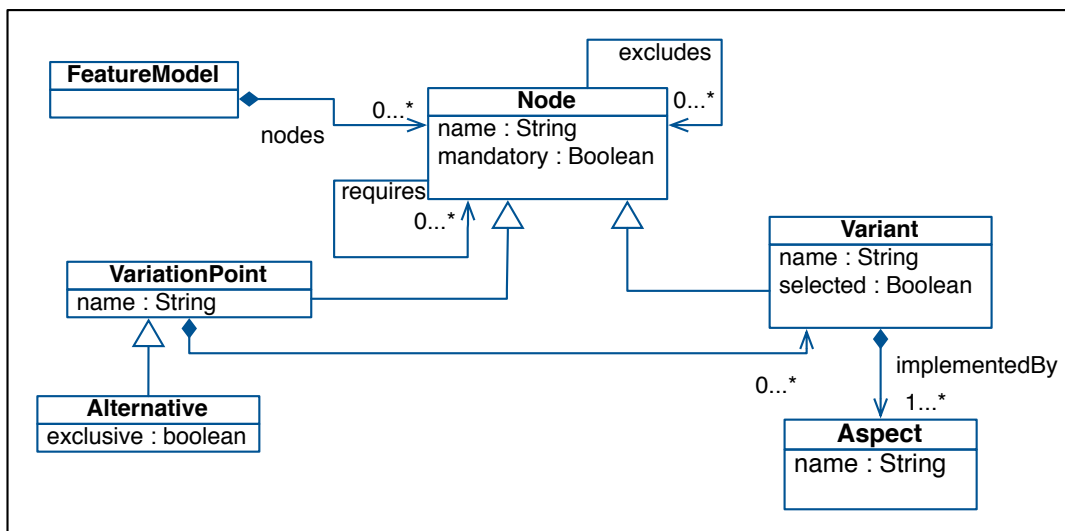 excludes
FeatureModel
Node
0...*
0...*
name : String
nodes
mandatory : Boolean
requires
0...*
Variant
name : String
selected : Boolean
VariationPoint
name : String
implementedBy
0...*
1...*
Alternative
exclusive : boolean
Aspect
name : String